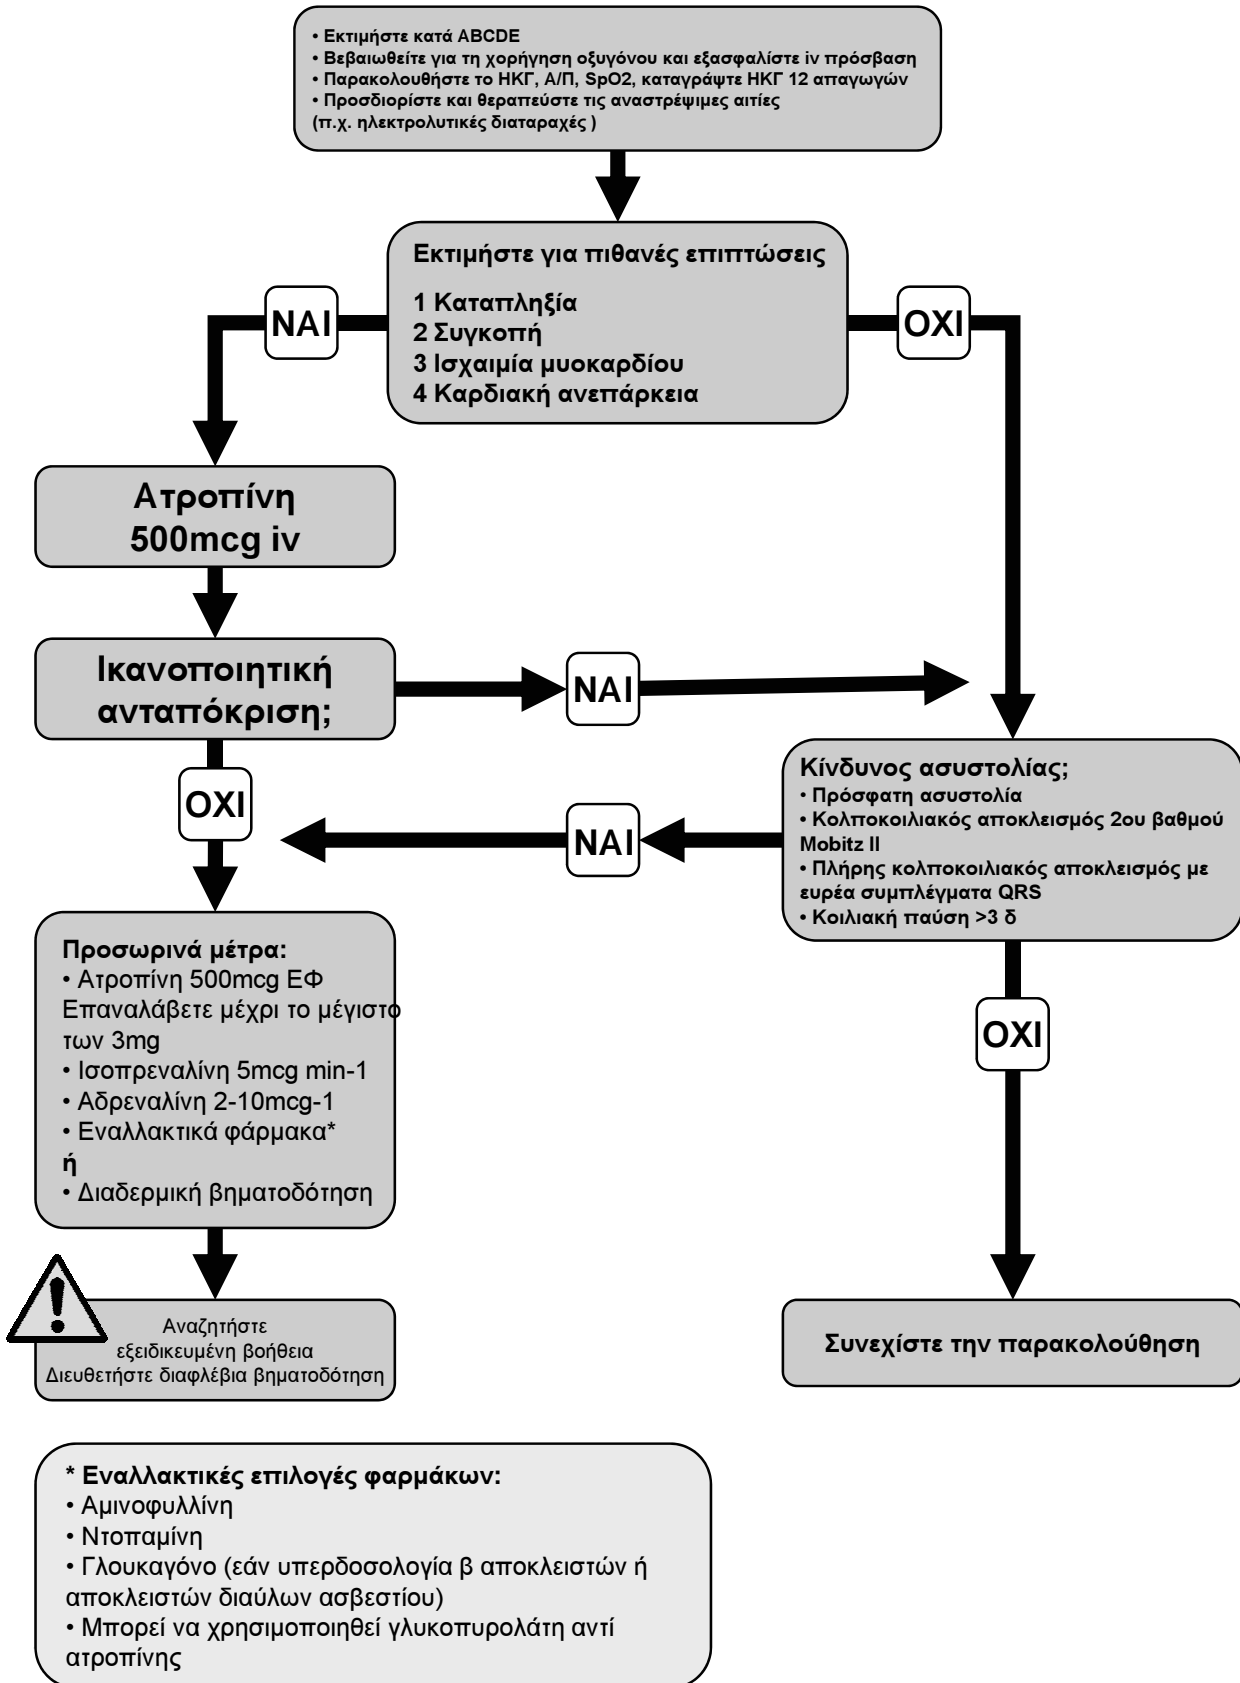 • Εκτιμήστε κατά ABCDE
• Βεβαιωθείτε για τη χορήγηση οξυγόνου και εξασφαλίστε iv πρόσβαση
• Παρακολουθήστε το ΗΚΓ, Α/Π, SpO2, καταγράψτε ΗΚΓ 12 απαγωγών
• Προσδιορίστε και θεραπεύστε τις αναστρέψιμες αιτίες
(π.χ. ηλεκτρολυτικές διαταραχές )
Εκτιμήστε για πιθανές επιπτώσεις
1 Καταπληξία
2 Συγκοπή
3 Ισχαιμία μυοκαρδίου
4 Καρδιακή ανεπάρκεια
ΝΑΙ
ΟΧΙ
Ατροπίνη
500mcg iv
Ικανοποιητική
ανταπόκριση;
ΝΑΙ
ΟΧΙ
Κίνδυνος ασυστολίας;
• Πρόσφατη ασυστολία
• Κολποκοιλιακός αποκλεισμός 2ου βαθμού
Mobitz II
• Πλήρης κολποκοιλιακός αποκλεισμός με
ευρέα συμπλέγματα QRS
• Κοιλιακή παύση >3 δ
ΝΑΙ
ΟΧΙ
Προσωρινά μέτρα:
• Ατροπίνη 500mcg ΕΦ
Επαναλάβετε μέχρι το μέγιστο
των 3mg
• Ισοπρεναλίνη 5mcg min-1
• Αδρεναλίνη 2-10mcg-1
• Εναλλακτικά φάρμακα*
ή
• Διαδερμική βηματοδότηση
!
Αναζητήστε
εξειδικευμένη βοήθεια
Διευθετήστε διαφλέβια βηματοδότηση
Συνεχίστε την παρακολούθηση
* Εναλλακτικές επιλογές φαρμάκων:
• Αμινοφυλλίνη
• Ντοπαμίνη
• Γλουκαγόνο (εάν υπερδοσολογία β αποκλειστών ή
αποκλειστών διαύλων ασβεστίου)
• Μπορεί να χρησιμοποιηθεί γλυκοπυρολάτη αντί
ατροπίνης